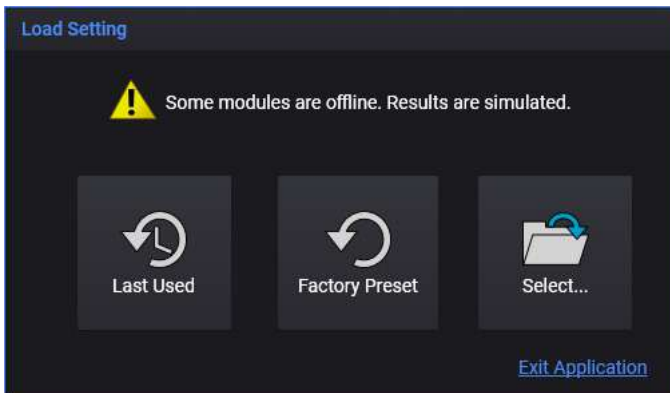 Load Setting
Some modules are offline. Results are simulated.
Last Used
Factory Preset
Select...
Exit Application